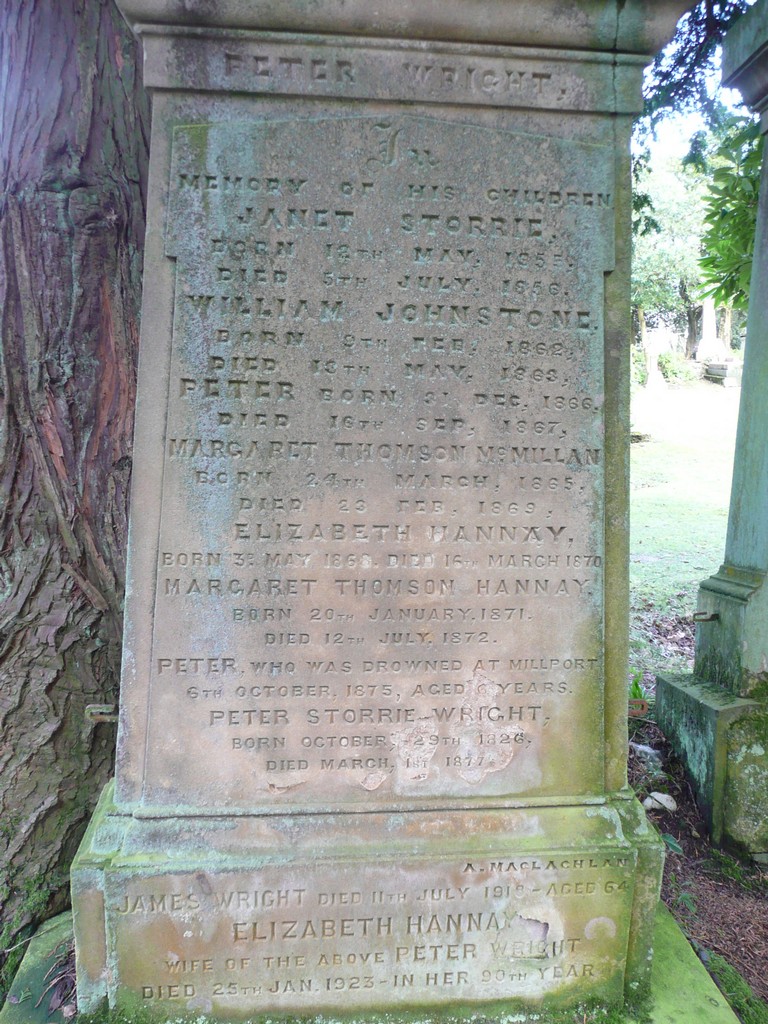 PETER WRIGHT,
In
MEMORY OF HIS CHILDREN
JANET STORRIE,
BORN 12TH MAY, 1855,
DIED 5TH JULY, 1856,
WILLIAM JOHNSTONE,
BORN 9TH FEB, 1862,
DIED 13TH MAY, 1863,
PETER BORN 31 DEC, 1866,
DIED 16TH SEP, 1867,
MARGARET THOMSON McMILLAN
BORN 24TH MARCH, 1865,
DIED 23 FEB, 1869,
ELIZABETH HANNAY,
BORN 3D MAY 1868. DIED 16TH MARCH 1870
MARGARET THOMSON HANNAY,
BORN 20TH JANUARY, 1871.
DIED 12TH JULY, 1872.
PETER, WHO WAS DROWNED AT MILLPORT
6TH OCTOBER, 1875, AGED 6 YEARS.
PETER STORRIE WRIGHT,
BORN OCTOBER, 29TH 1826.
DIED MARCH, 1ST 1877
A. MACLACHLAN
JAMES WRIGHT DIED 11TH JULY AGED 64
ELIZABETH HANNAY
WIFE OF THE ABOVE PETER WRIGHT
DIED 25TH JAN. 1923 - IN HER 90TH YEAR